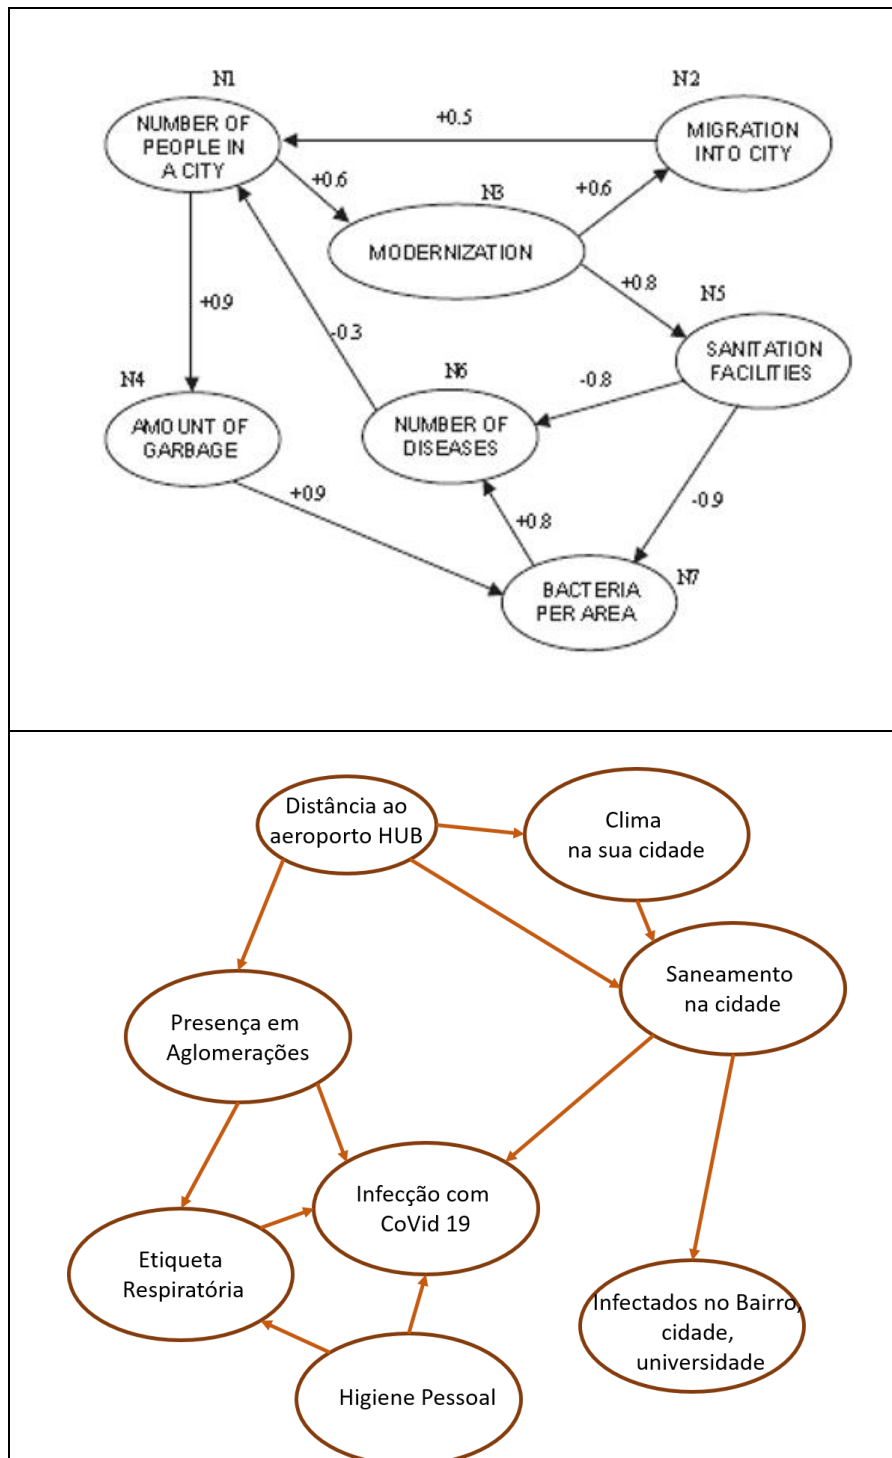 N1
N2
NUMBER OF
PEOPLE IN
A CITY
+0.5
MIGRATION
INTO CITY
+0.6
N3
+0.6
MODERNIZATION
+0.8
N5
+0.9
-0.3
SANITATION
FACILITIES
N4
N6
-0.8
AMOUNT OF
GARBAGE
NUMBER OF
DISEASES
+0.9
-0.9
+0.8
BACTERIA
PER AREA
N7
Distância ao
aeroporto HUB
Clima
na sua cidade
Saneamento
na cidade
Presença em
Aglomerações
Infecção com
CoVid 19
Etiqueta
Respiratória
Infectados no Bairro,
cidade,
universidade
Higiene Pessoal